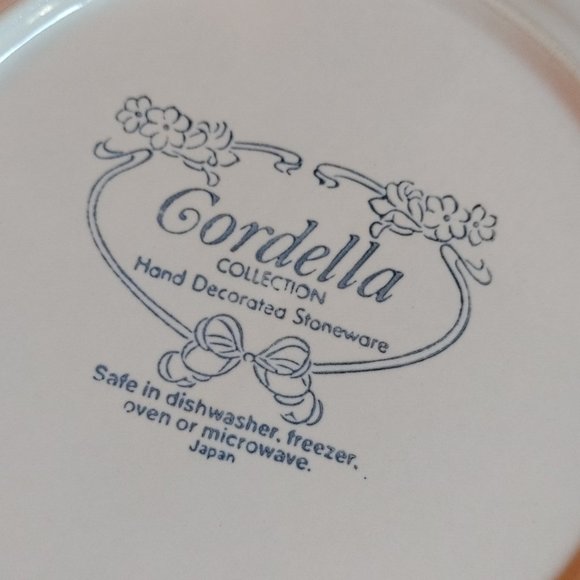 Cordella
COLLECTION
Hand Decorated Stoneware
Safe in dishwasher, freezer,
oven or microwave.
Japan